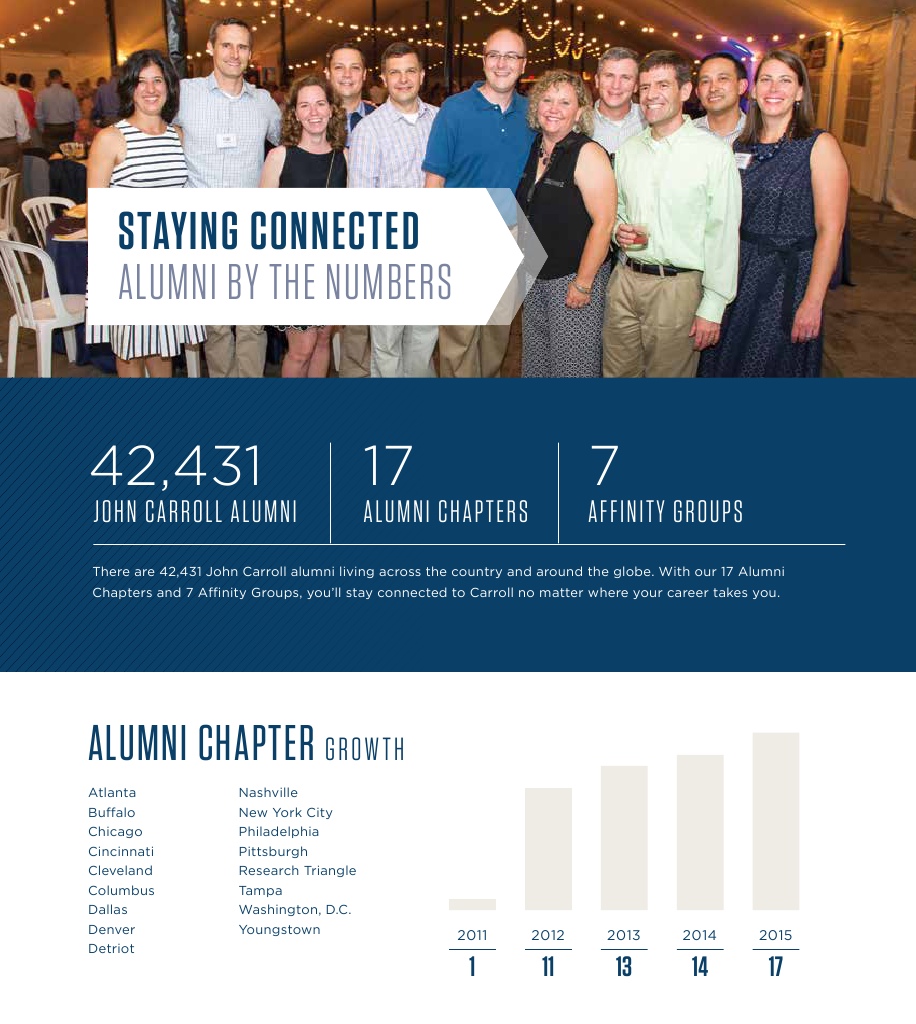 STAYING CONNECTED
ALUMNI BY THE NUMBERS
42,431
JOHN CARROLL ALUMNI
17
ALUMNI CHAPTERS
7
AFFINITY GROUPS
There are 42,431 John Carroll alumni living across the country and around the globe. With our 17 Alumni
Chapters and 7 Affinity Groups, you’ll stay connected to Carroll no matter where your career takes you.
ALUMNI CHAPTER GROWTH
Atlanta
Buffalo
Chicago
Cincinnati
Cleveland
Columbus
Dallas
Denver
Detriot
Nashville
New York City
Philadelphia
Pittsburgh
Research Triangle
Tampa
Washington, D.C.
Youngstown
2011 2012 2013 2014 2015
1 11 13 14 17